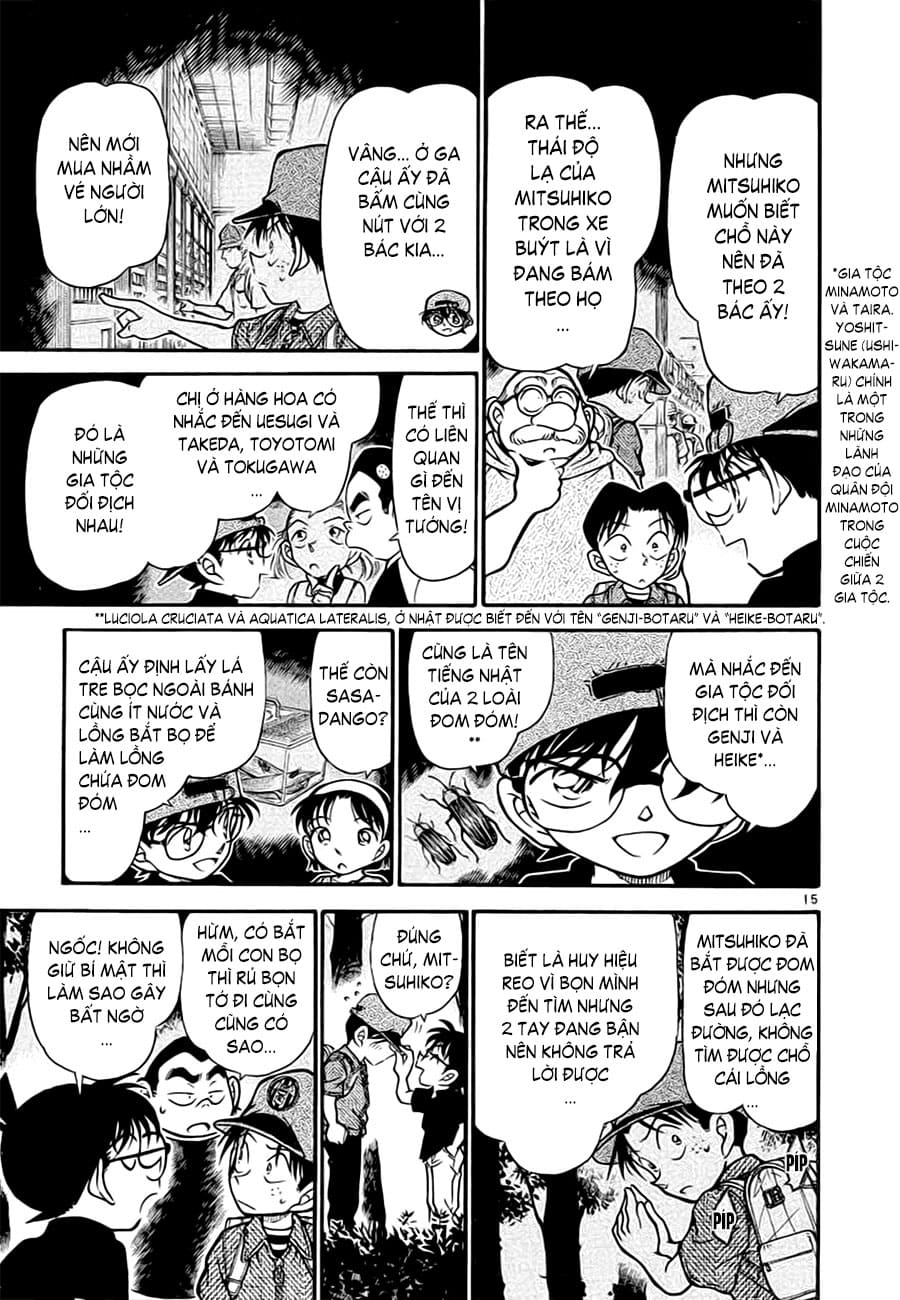 NHƯNG
MITSUHIKO
MUỐN BIẾT
CHỖ NÀY
NÊN ĐÃ
THEO 2
BÁC ẤY!
RA THẾ...
THÁI ĐỘ
LẠ CỦA
MITSUHIKO
TRONG XE
BUÝT LÀ VÌ
ĐANG BÁM
THEO HỌ
...
VÂNG... Ở GA
CẬU ẤY ĐÃ
BẤM CÙNG
NÚT VỚI 2
BÁC KIA...
NÊN MỚI
MUA NHẦM
VÉ NGƯỜI
LỚN!
*GIA TỘC
MINAMOTO
VÀ TAIRA.
YOSHIT-
SUNE (USHI-
WAKAMA-
RU) CHÍNH
LÀ MỘT
TRONG
NHỮNG
LÃNH
ĐẠO CỦA
QUÂN ĐỘI
MINAMOTO
TRONG
CUỘC
CHIẾN
GIỮA 2
GIA TỘC.
THẾ THÌ
CÓ LIÊN
QUAN
GÌ ĐẾN
TÊN VỊ
TƯỚNG!
CHỊ Ở HÀNG HOA CÓ
NHẮC ĐẾN UESUGI VÀ
TAKEDA, TOYOTOMI
VÀ TOKUGAWA
...
ĐÓ LÀ
NHỮNG
GIA TỘC
ĐỐI ĐỊCH
NHAU!
**LUCIOLA CRUCIATA VÀ AQUATICA LATERALIS, Ở NHẬT ĐƯỢC BIẾT ĐẾN VỚI TÊN "GENJI-BOTARU" VÀ "HEIKE-BOTARU".
MÀ NHẮC ĐẾN
GIA TỘC ĐỐI
ĐỊCH THÌ CÒN
GENJI VÀ
HEIKE*...
CŨNG LÀ TÊN
TIẾNG NHẬT
CỦA 2 LOÀI
ĐOM ĐÓM!
**
THẾ CÒN
SASA-
DANGO?
CẬU ẤY ĐỊNH LẤY LÁ
TRE BỌC NGOÀI BÁNH
CÙNG ÍT NƯỚC VÀ
LỒNG BẮT BỌ ĐỂ
LÀM LỒNG
CHỨA ĐOM
ĐÓM
...
15
MITSUHIKO ĐÃ
BẮT ĐƯỢC ĐOM
ĐÓM NHƯNG
SAU ĐÓ LẠC
ĐƯỜNG, KHÔNG
TÌM ĐƯỢC CHỖ
CÁI LỒNG
...
BIẾT LÀ HUY HIỆU
REO VÌ BỌN MÌNH
ĐẾN TÌM NHƯNG
2 TAY ĐANG BẬN
NÊN KHÔNG TRẢ
LỜI ĐƯỢC
...
PIP
PIP
ĐÚNG
CHỨ, MIT-
SUHIKO?
HỪM, CÓ BẮT
MỖI CON BỌ
THÌ RỦ BỌN
TỚ ĐI CÙNG
CŨNG CÓ
SAO...
NGỐC! KHÔNG
GIỮ BÍ MẬT THÌ
LÀM SAO GÂY
BẤT NGỜ
...